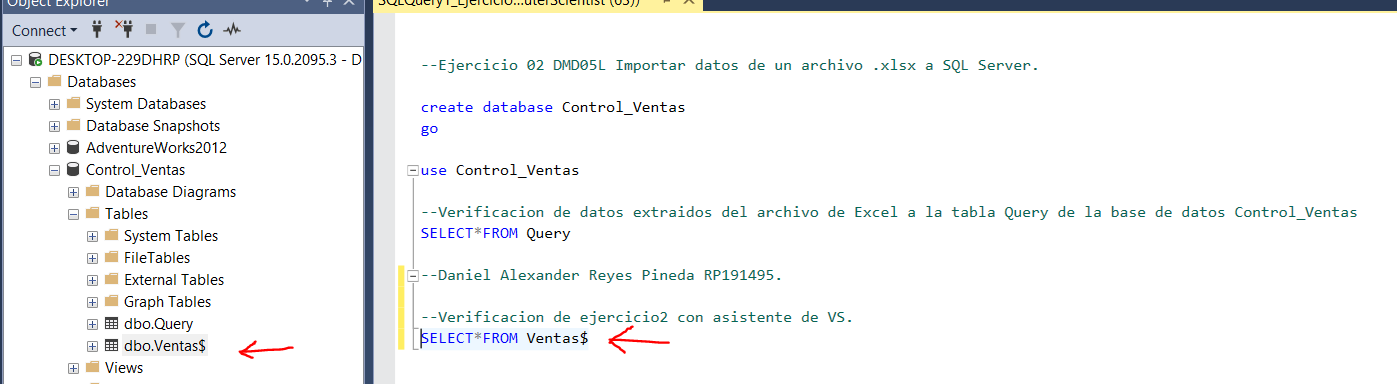 Object Explorer
Connect
DESKTOP-229DHRP (SQL Server 15.0.2095.3 - D
Databases
System Databases
Database Snapshots
AdventureWorks2012
Control_Ventas
Database Diagrams
Tables
System Tables
FileTables
External Tables
Graph Tables
dbo.Query
dbo.Ventas$
Views
SQLQuery1_Ejercicio...uterScientist (63))
--Ejercicio 02 DMD05L Importar datos de un archivo .xlsx a SQL Server.
create database Control_Ventas
go
use Control_Ventas
--Verificacion de datos extraidos del archivo de Excel a la tabla Query de la base de datos Control_Ventas
SELECT*FROM Query
--Daniel Alexander Reyes Pineda RP191495.
--Verificacion de ejercicio2 con asistente de VS.
SELECT*FROM Ventas$